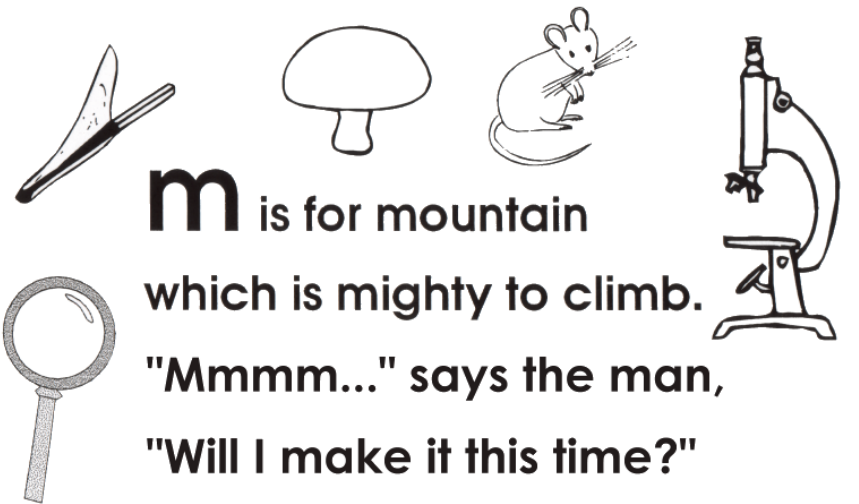 m is for mountain
which is mighty to climb.
"Mmmm..." says the man,
"Will I make it this time?"